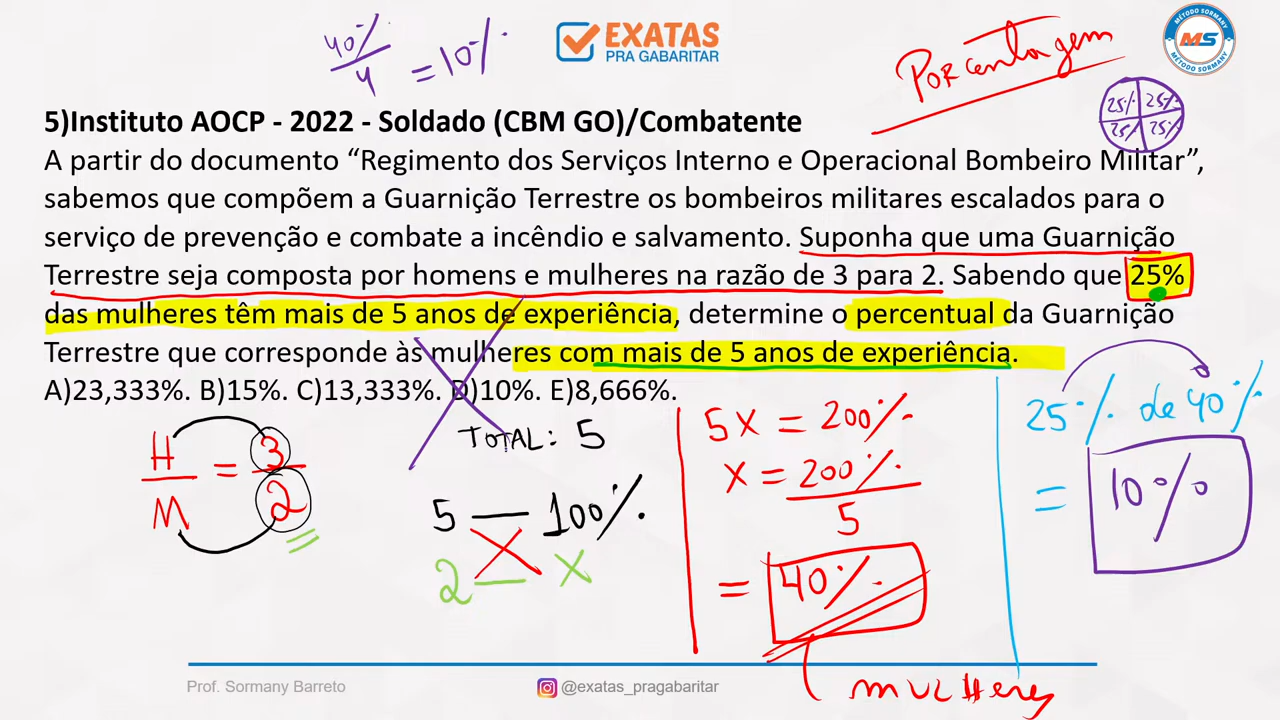 40% / 4 = 10%
EXATAS
PRA GABARITAR
Porcentagem
MÉTODO SORMANY
MS
MÉTODO SORMANY
25% 25%
25% 25%
5)Instituto AOCP - 2022 - Soldado (CBM GO)/Combatente
A partir do documento “Regimento dos Serviços Interno e Operacional Bombeiro Militar”,
sabemos que compõem a Guarnição Terrestre os bombeiros militares escalados para o
serviço de prevenção e combate a incêndio e salvamento. Suponha que uma Guarnição
Terrestre seja composta por homens e mulheres na razão de 3 para 2. Sabendo que 25%
das mulheres têm mais de 5 anos de experiência, determine o percentual da Guarnição
Terrestre que corresponde às mulheres com mais de 5 anos de experiência.
A)23,333%. B)15%. C)13,333%. D)10%. E)8,666%.
H / M = 3 / 2
TOTAL: 5
5 — 100%
2 — X
5X = 200%
X = 200% / 5
= 40%
mulheres
25% de 40%
= 10%
Prof. Sormany Barreto
@exatas_pragabaritar